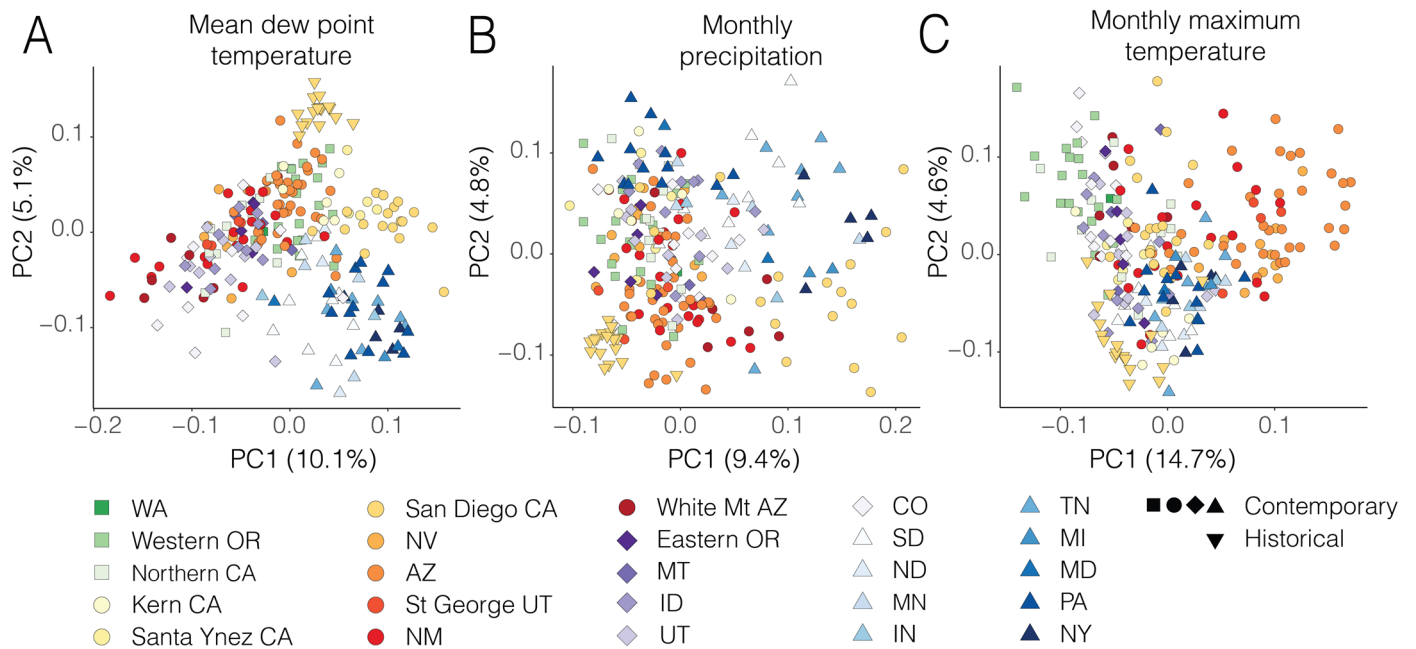 A
Mean dew point
temperature
PC2 (5.1%)
0.1
0.0
−0.1
−0.2
−0.1
0.0
0.1
PC1 (10.1%)
B
Monthly
precipitation
PC2 (4.8%)
0.1
0.0
−0.1
−0.1
0.0
0.1
0.2
PC1 (9.4%)
C
Monthly maximum
temperature
PC2 (4.6%)
0.1
0.0
−0.1
−0.1
0.0
0.1
PC1 (14.7%)
WA
Western OR
Northern CA
Kern CA
Santa Ynez CA
San Diego CA
NV
AZ
St George UT
NM
White Mt AZ
Eastern OR
MT
ID
UT
CO
SD
ND
MN
IN
TN
MI
MD
PA
NY
Contemporary
Historical